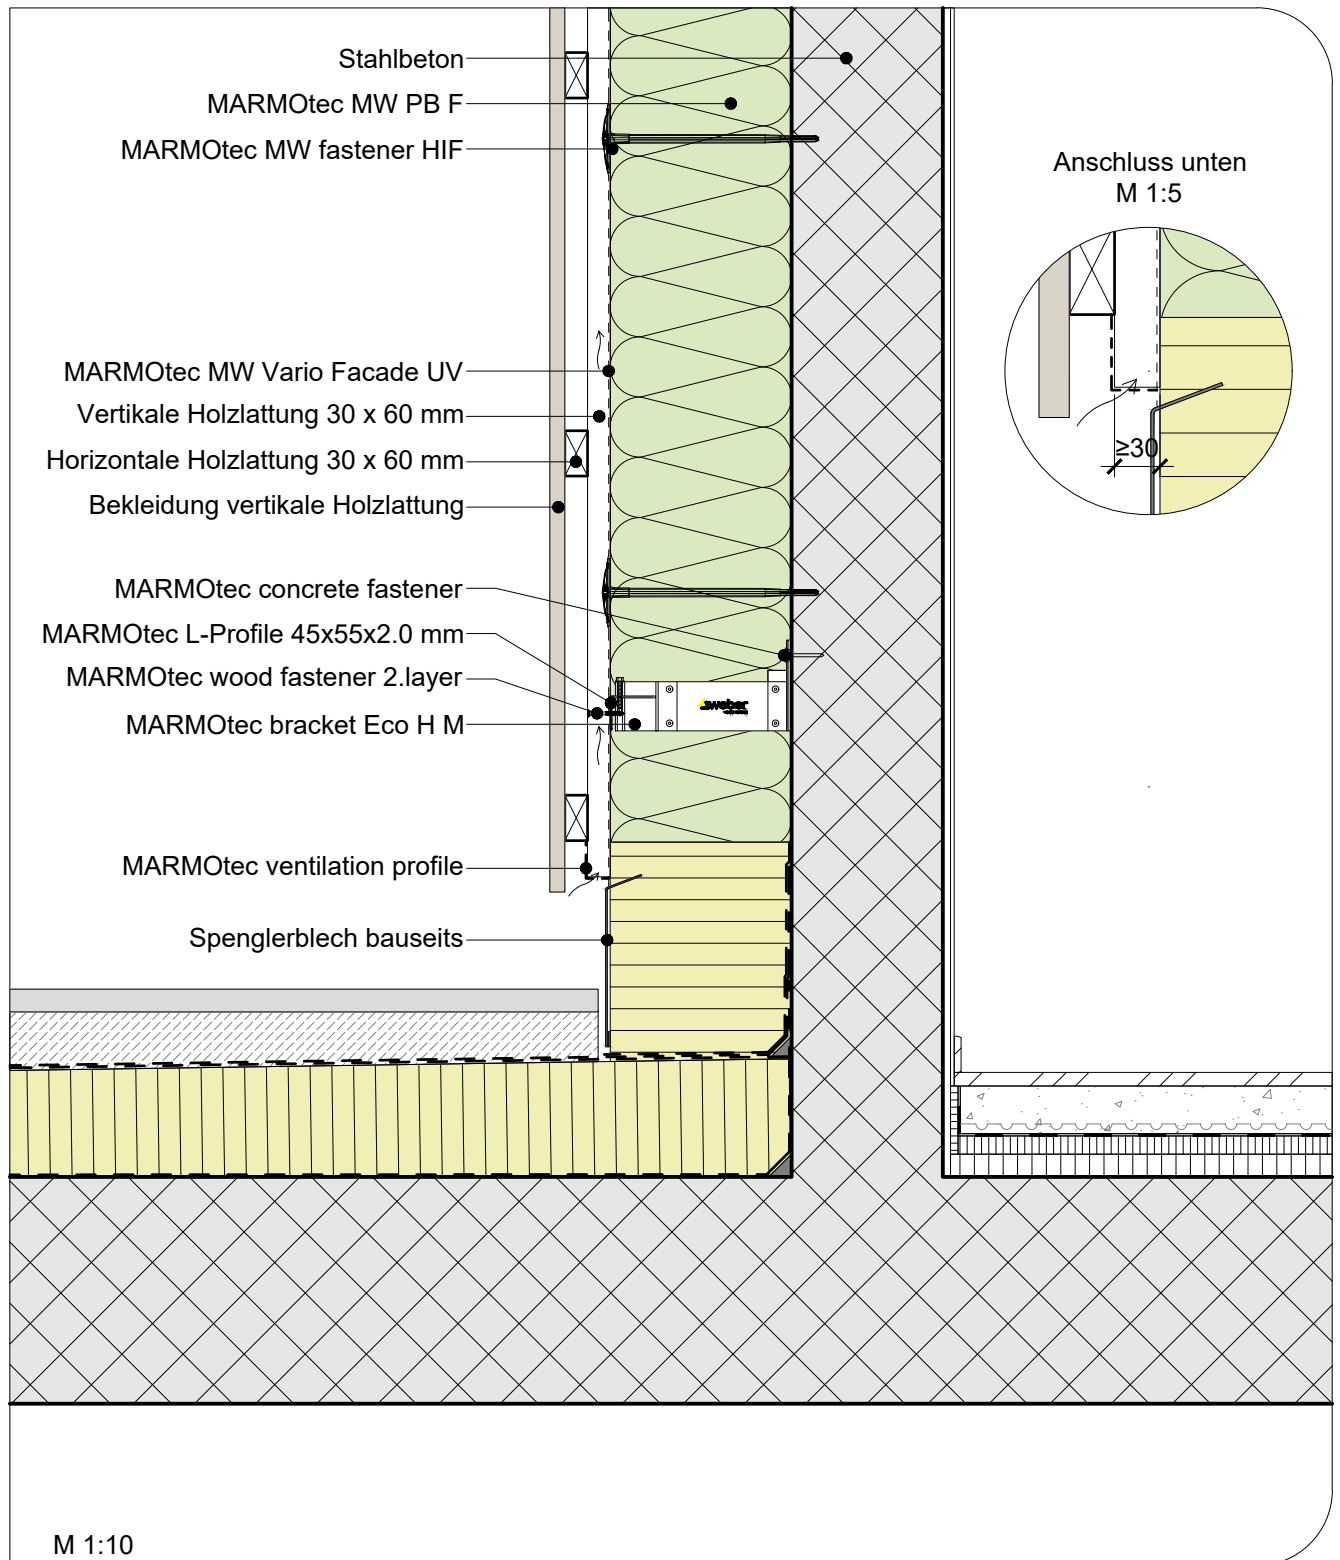 Stahlbeton
MARMOtec MW PB F
MARMOtec MW fastener HIF
Anschluss unten
M 1:5
≥30
MARMOtec MW Vario Facade UV
Vertikale Holzlattung 30 x 60 mm
Horizontale Holzlattung 30 x 60 mm
Bekleidung vertikale Holzlattung
MARMOtec concrete fastener
MARMOtec L-Profile 45x55x2.0 mm
MARMOtec wood fastener 2.layer
weber
MARMOtec bracket Eco H M
MARMOtec ventilation profile
Spenglerblech bauseits
M 1:10